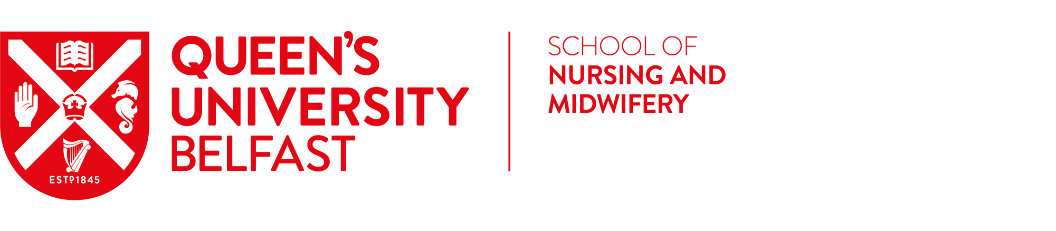 QUEEN'S
UNIVERSITY
BELFAST
ESTD 1845
SCHOOL OF
NURSING AND
MIDWIFERY